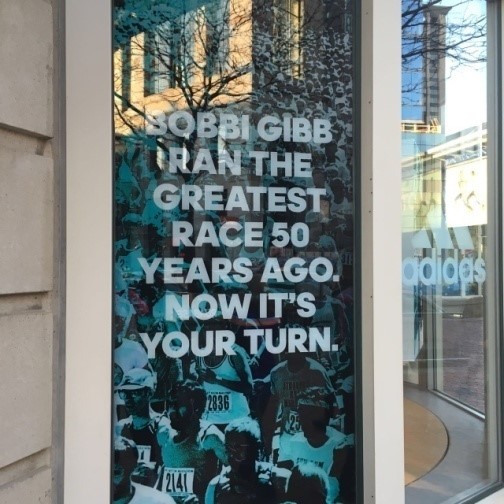 BOBBI GIBB
RAN THE
GREATEST
RACE 50
YEARS AGO.
NOW IT'S
YOUR TURN.
adidas
2836
2141